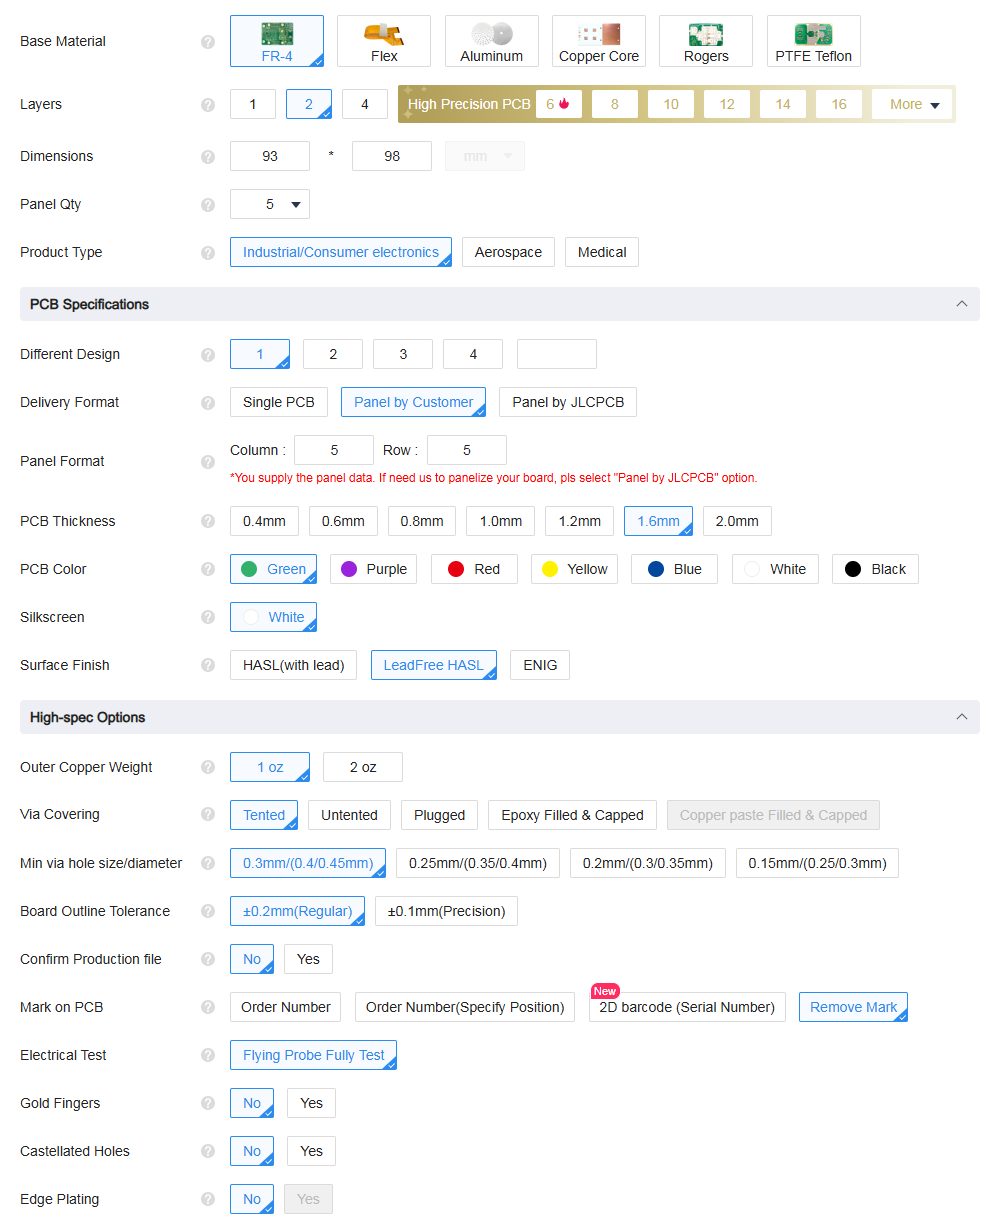 Base Material ? FR-4 Flex Aluminum Copper Core Rogers PTFE Teflon
Layers ? 1 2 4 High Precision PCB 6 8 10 12 14 16 More
Dimensions ? 93 * 98 mm
Panel Qty ? 5
Product Type ? Industrial/Consumer electronics Aerospace Medical
PCB Specifications
Different Design ? 1 2 3 4
Delivery Format ? Single PCB Panel by Customer Panel by JLCPCB
Panel Format ? Column : 5 Row : 5
*You supply the panel data. If need us to panelize your board, pls select "Panel by JLCPCB" option.
PCB Thickness ? 0.4mm 0.6mm 0.8mm 1.0mm 1.2mm 1.6mm 2.0mm
PCB Color ? Green Purple Red Yellow Blue White Black
Silkscreen ? White
Surface Finish ? HASL(with lead) LeadFree HASL ENIG
High-spec Options
Outer Copper Weight ? 1 oz 2 oz
Via Covering ? Tented Untented Plugged Epoxy Filled & Capped Copper paste Filled & Capped
Min via hole size/diameter ? 0.3mm/(0.4/0.45mm) 0.25mm/(0.35/0.4mm) 0.2mm/(0.3/0.35mm) 0.15mm/(0.25/0.3mm)
Board Outline Tolerance ? ±0.2mm(Regular) ±0.1mm(Precision)
Confirm Production file ? No Yes
New
Mark on PCB ? Order Number Order Number(Specify Position) 2D barcode (Serial Number) Remove Mark
Electrical Test ? Flying Probe Fully Test
Gold Fingers ? No Yes
Castellated Holes ? No Yes
Edge Plating ? No Yes